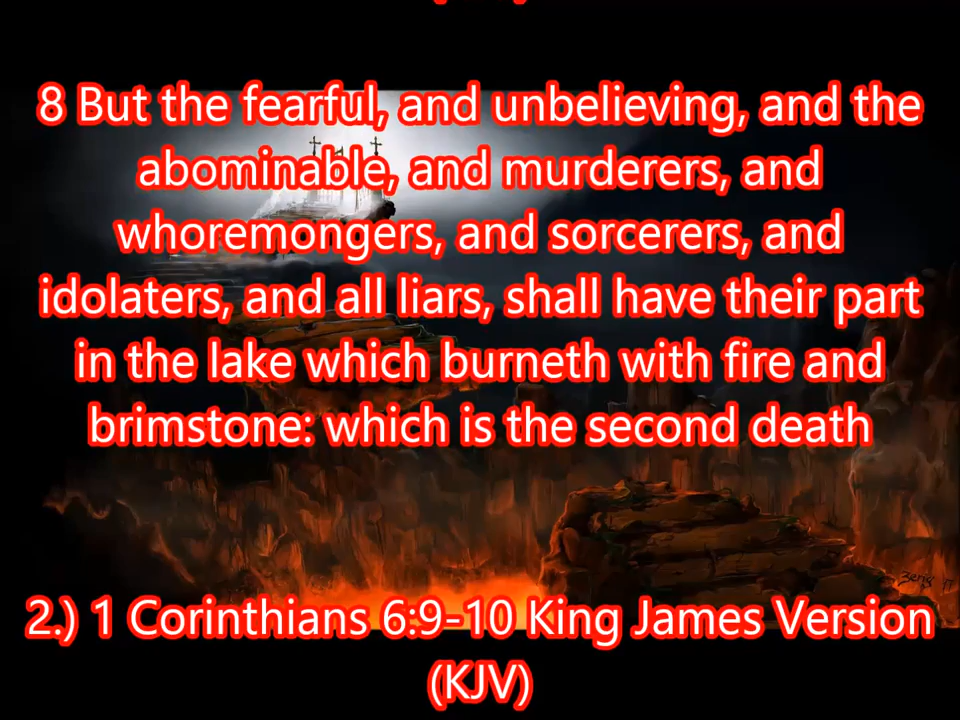 8 But the fearful, and unbelieving, and the
abominable, and murderers, and
whoremongers, and sorcerers, and
idolaters, and all liars, shall have their part
in the lake which burneth with fire and
brimstone: which is the second death
2.) 1 Corinthians 6:9-10 King James Version
(KJV)